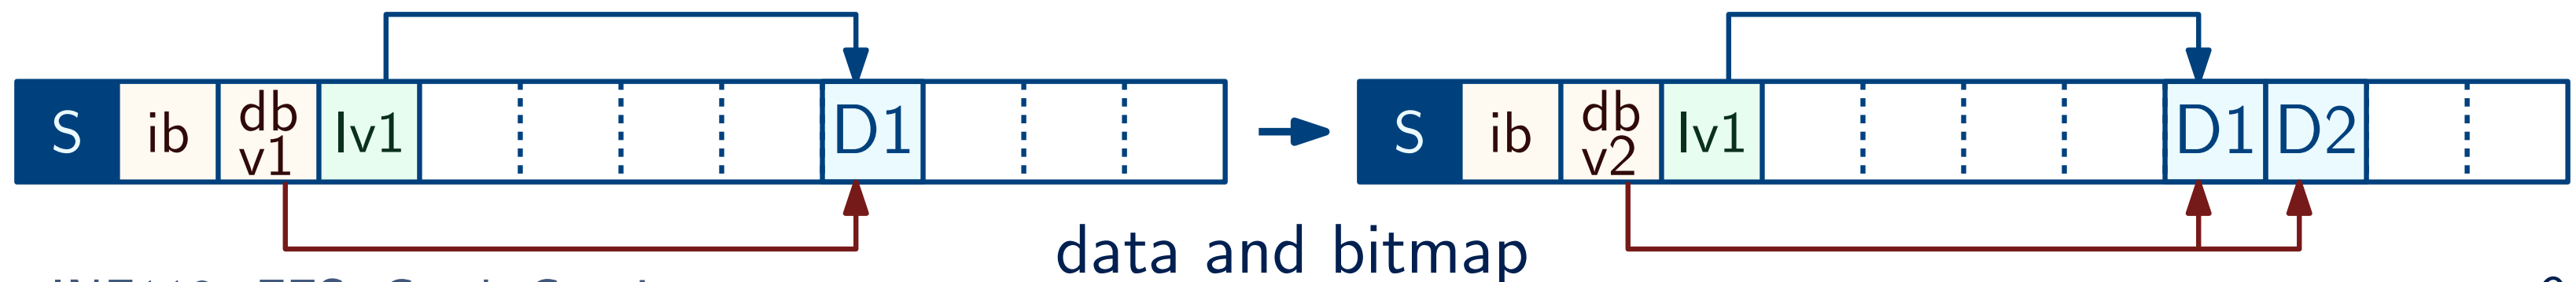 S ib db v1 Iv1 D1
S ib db v2 Iv1 D1 D2
data and bitmap